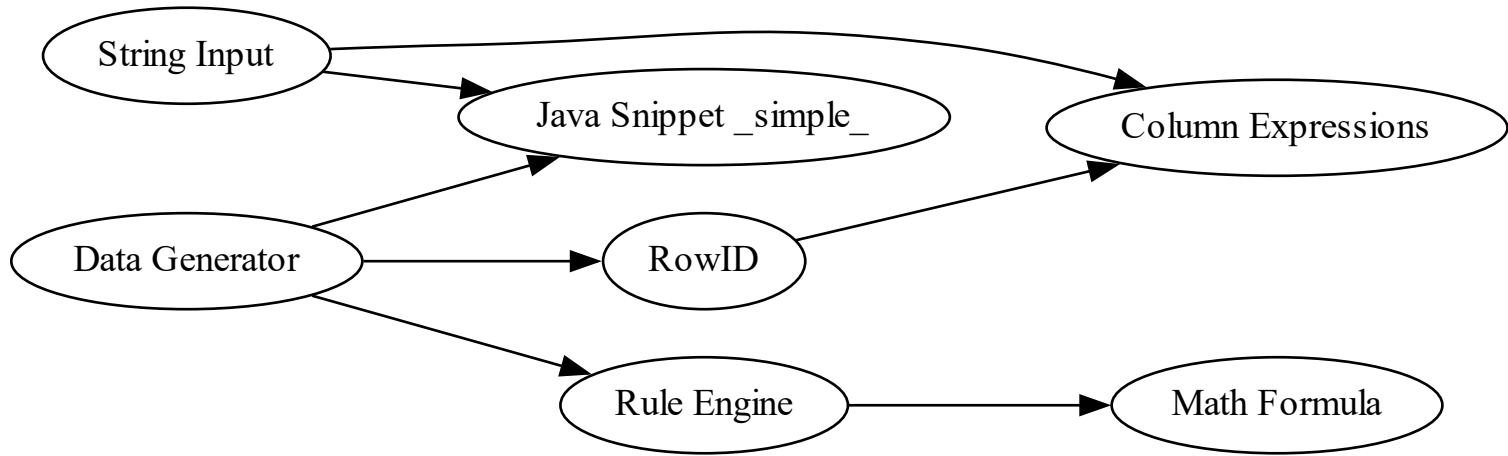 String Input
Java Snippet _simple_
Column Expressions
Data Generator
RowID
Rule Engine
Math Formula